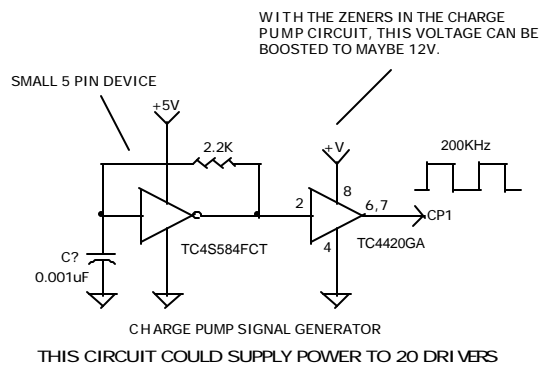 WITH THE ZENERS IN THE CHARGE
PUMP CIRCUIT, THIS VOLTAGE CAN BE
BOOSTED TO MAYBE 12V.
SMALL 5 PIN DEVICE
+5V
2.2K
+V
200KHz
8
2
6,7
CP1
4
TC4S584FCT
TC4420GA
C?
0.001uF
CHARGE PUMP SIGNAL GENERATOR
THIS CIRCUIT COULD SUPPLY POWER TO 20 DRIVERS